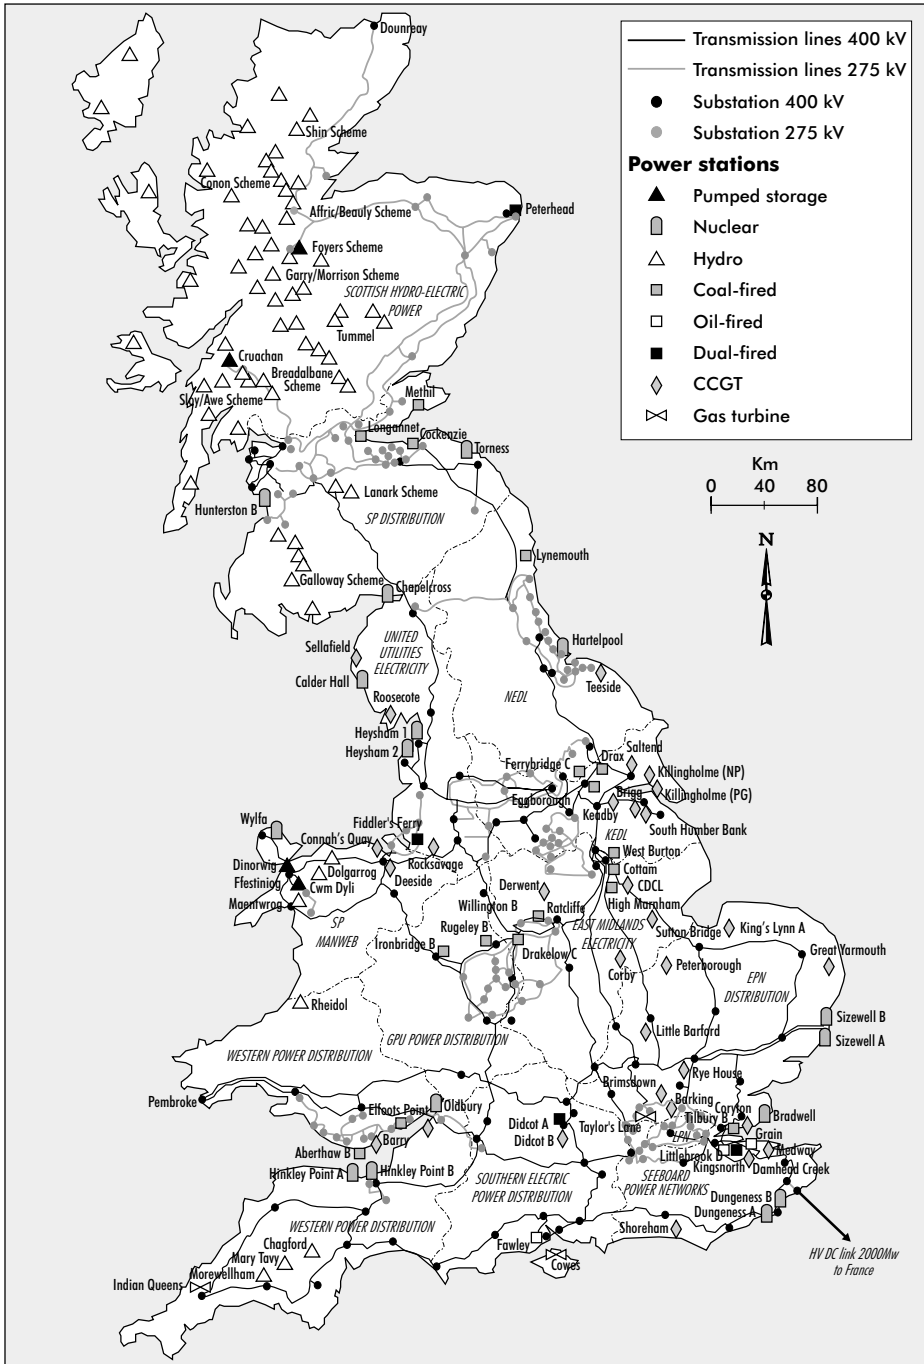 Dounreay
Transmission lines 400 kV
Transmission lines 275 kV
Substation 400 kV
Substation 275 kV
Power stations
Pumped storage
Nuclear
Hydro
Coal-fired
Oil-fired
Dual-fired
CCGT
Gas turbine
Km
0 40 80
N
Shin Scheme
Conon Scheme
Affric/Beauly Scheme
Peterhead
Foyers Scheme
Garry/Morrison Scheme
SCOTTISH HYDRO-ELECTRIC
POWER
Tummel
Cruachan
Breadalbane
Scheme
Sloy/Awe Scheme
Methil
Longannet
Cockenzie
Torness
Lanark Scheme
Hunterston B
SP DISTRIBUTION
Lynemouth
Galloway Scheme
Chapelcross
UNITED
UTILITIES
ELECTRICITY
Sellafield
Hartelpool
Calder Hall
Teeside
Roosecote
NEDL
Heysham 1
Heysham 2
Ferrybridge C
Drax
Saltend
Killingholme (NP)
Eggborough
Brigg
Killingholme (PG)
Keadby
South Humber Bank
Wylfa
Fiddler's Ferry
KEDL
Connah's Quay
West Burton
Dinorwig
Dolgarrog
Rocksavage
Cottam
Ffestiniog
Cwm Dyli
Deeside
Derwent
CDCL
Maentwrog
Willington B
High Marnham
SP
MANWEB
Rugeley B
Ratcliffe
EAST MIDLANDS
ELECTRICITY
Sutton Bridge
King's Lynn A
Ironbridge B
Drakelow C
Great Yarmouth
Corby
Peterborough
EPN
DISTRIBUTION
Rheidol
Sizewell B
GPU POWER DISTRIBUTION
Little Barford
Sizewell A
WESTERN POWER DISTRIBUTION
Rye House
Brimsdown
Pembroke
Barking
Effoots Point
Oldbury
Tilbury B
Coryton
Bradwell
Didcot A
Taylor's Lane
Didcot B
LPN
Grain
Barry
Medway
Aberthaw B
Littlebrook D
Kingsnorth
Damhead Creek
Hinkley Point A
Hinkley Point B
SOUTHERN ELECTRIC
POWER DISTRIBUTION
SEEBOARD
POWER NETWORKS
Dungeness B
Dungeness A
WESTERN POWER DISTRIBUTION
Shoreham
Fawley
Chagford
HV DC link 2000Mw
to France
Mary Tavy
Cowes
Morewellham
Indian Queens